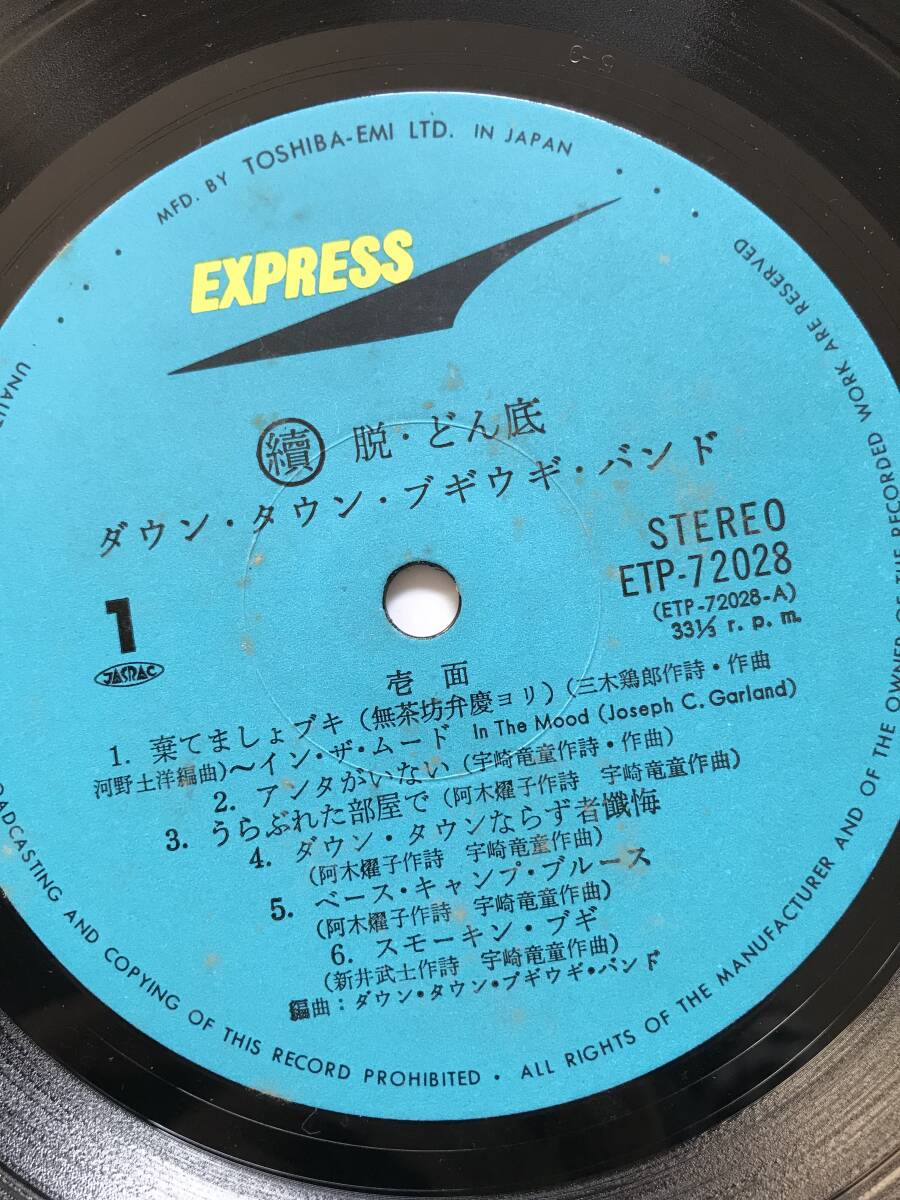 MFD. BY TOSHIBA-EMI LTD. IN JAPAN
EXPRESS
續 脱・どん底
ダウン・タウン・ブギウギ・バンド
STEREO
ETP-72028
(ETP-72028-A)
33⅓ r. p. m.
1
JASRAC
壱面
1. 棄てましょブキ (無茶坊弁慶ヨリ) (三木鶏郎作詩・作曲
河野土洋編曲)〜イン・ザ・ムード In The Mood (Joseph C. Garland)
2. アンタがいない (宇崎竜童作詩・作曲)
3. うらぶれた部屋で (阿木燿子作詩 宇崎竜童作曲)
4. ダウン・タウンならず者懺悔
(阿木燿子作詩 宇崎竜童作曲)
5. ベース・キャンプ・ブルース
(阿木燿子作詩 宇崎竜童作曲)
6. スモーキン・ブギ
(新井武士作詩 宇崎竜童作曲)
編曲：ダウン・タウン・ブギウギ・バンド
AND COPYING OF THIS RECORD PROHIBITED • ALL RIGHTS OF THE MANUFACTURER AND OF THE OWNER OF THE RECORDED WORK ARE RESERVED